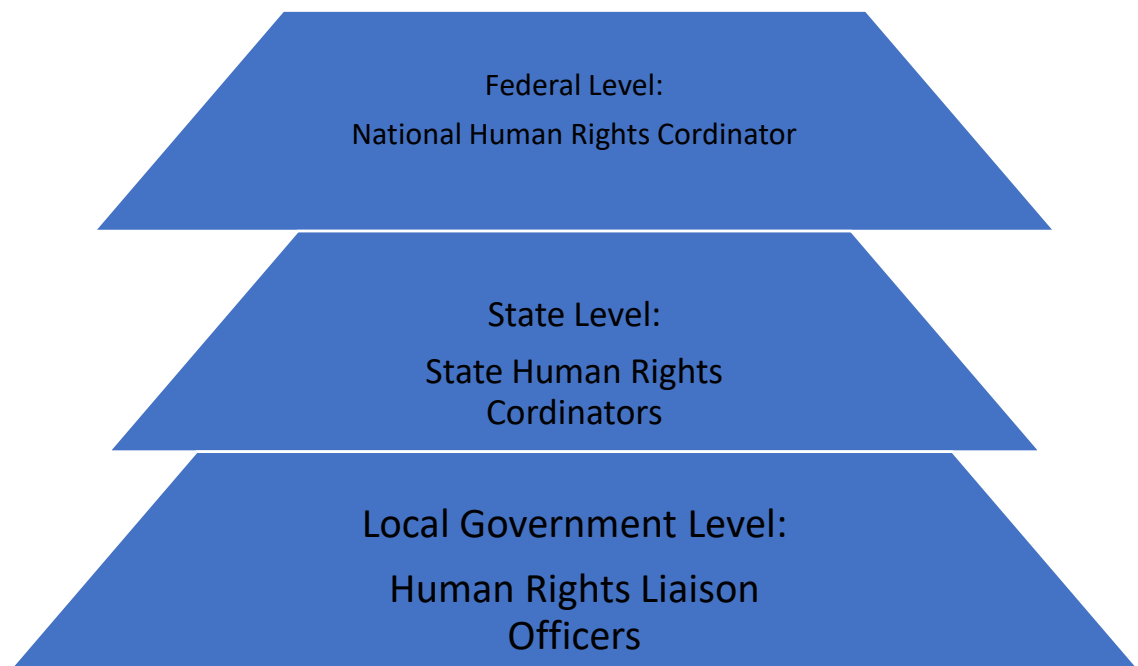 Federal Level:
National Human Rights Cordinator
State Level:
State Human Rights
Cordinators
Local Government Level:
Human Rights Liaison
Officers